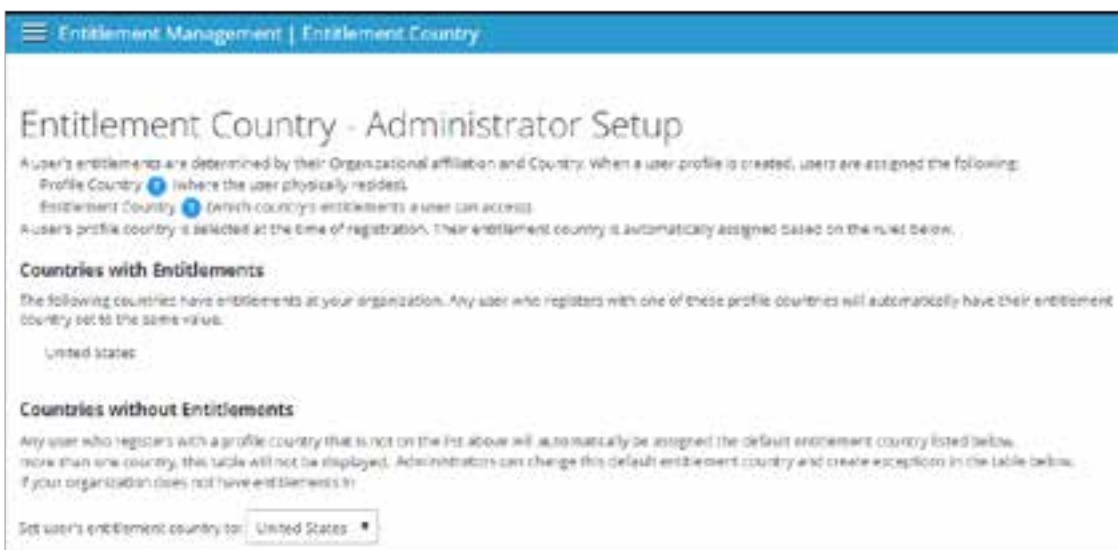 Entitlement Management | Entitlement Country
Entitlement Country - Administrator Setup
A user's entitlements are determined by their Organizational affiliation and Country. When a user profile is created, users are assigned the following:
Profile Country ? (where the user physically resides).
Entitlement Country ? (which country's entitlements a user can access).
A user's profile country is selected at the time of registration. Their entitlement country is automatically assigned based on the rules below.
Countries with Entitlements
The following countries have entitlements at your organization. Any user who registers with one of these profile countries will automatically have their entitlement
country set to the same value.
United States
Countries without Entitlements
Any user who registers with a profile country that is not on the list above will automatically be assigned the default entitlement country listed below.
more than one country, this table will not be displayed. Administrators can change this default entitlement country and create exceptions in the table below.
If your organization does not have entitlements in
Set user's entitlement country to: United States